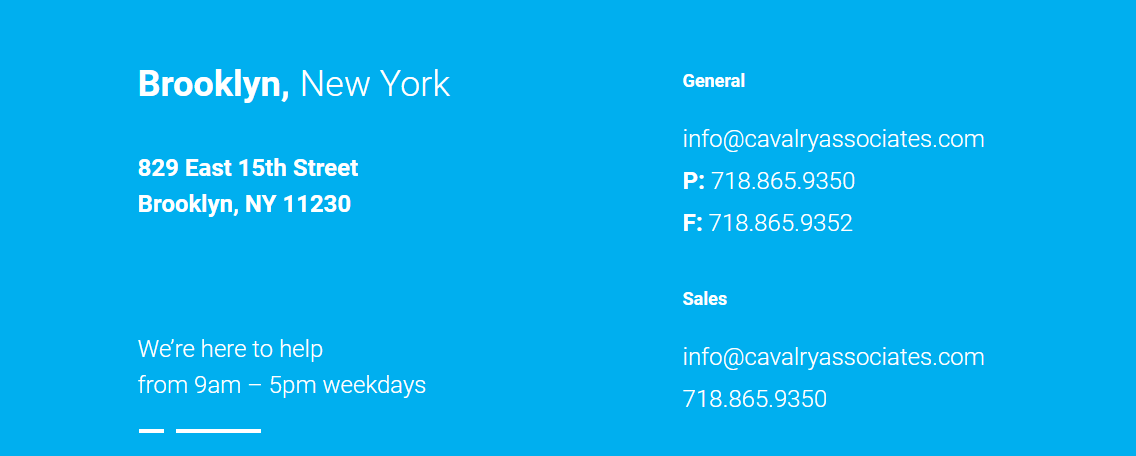 Brooklyn, New York
829 East 15th Street
Brooklyn, NY 11230
We’re here to help
from 9am – 5pm weekdays
General
info@cavalryassociates.com
P: 718.865.9350
F: 718.865.9352
Sales
info@cavalryassociates.com
718.865.9350